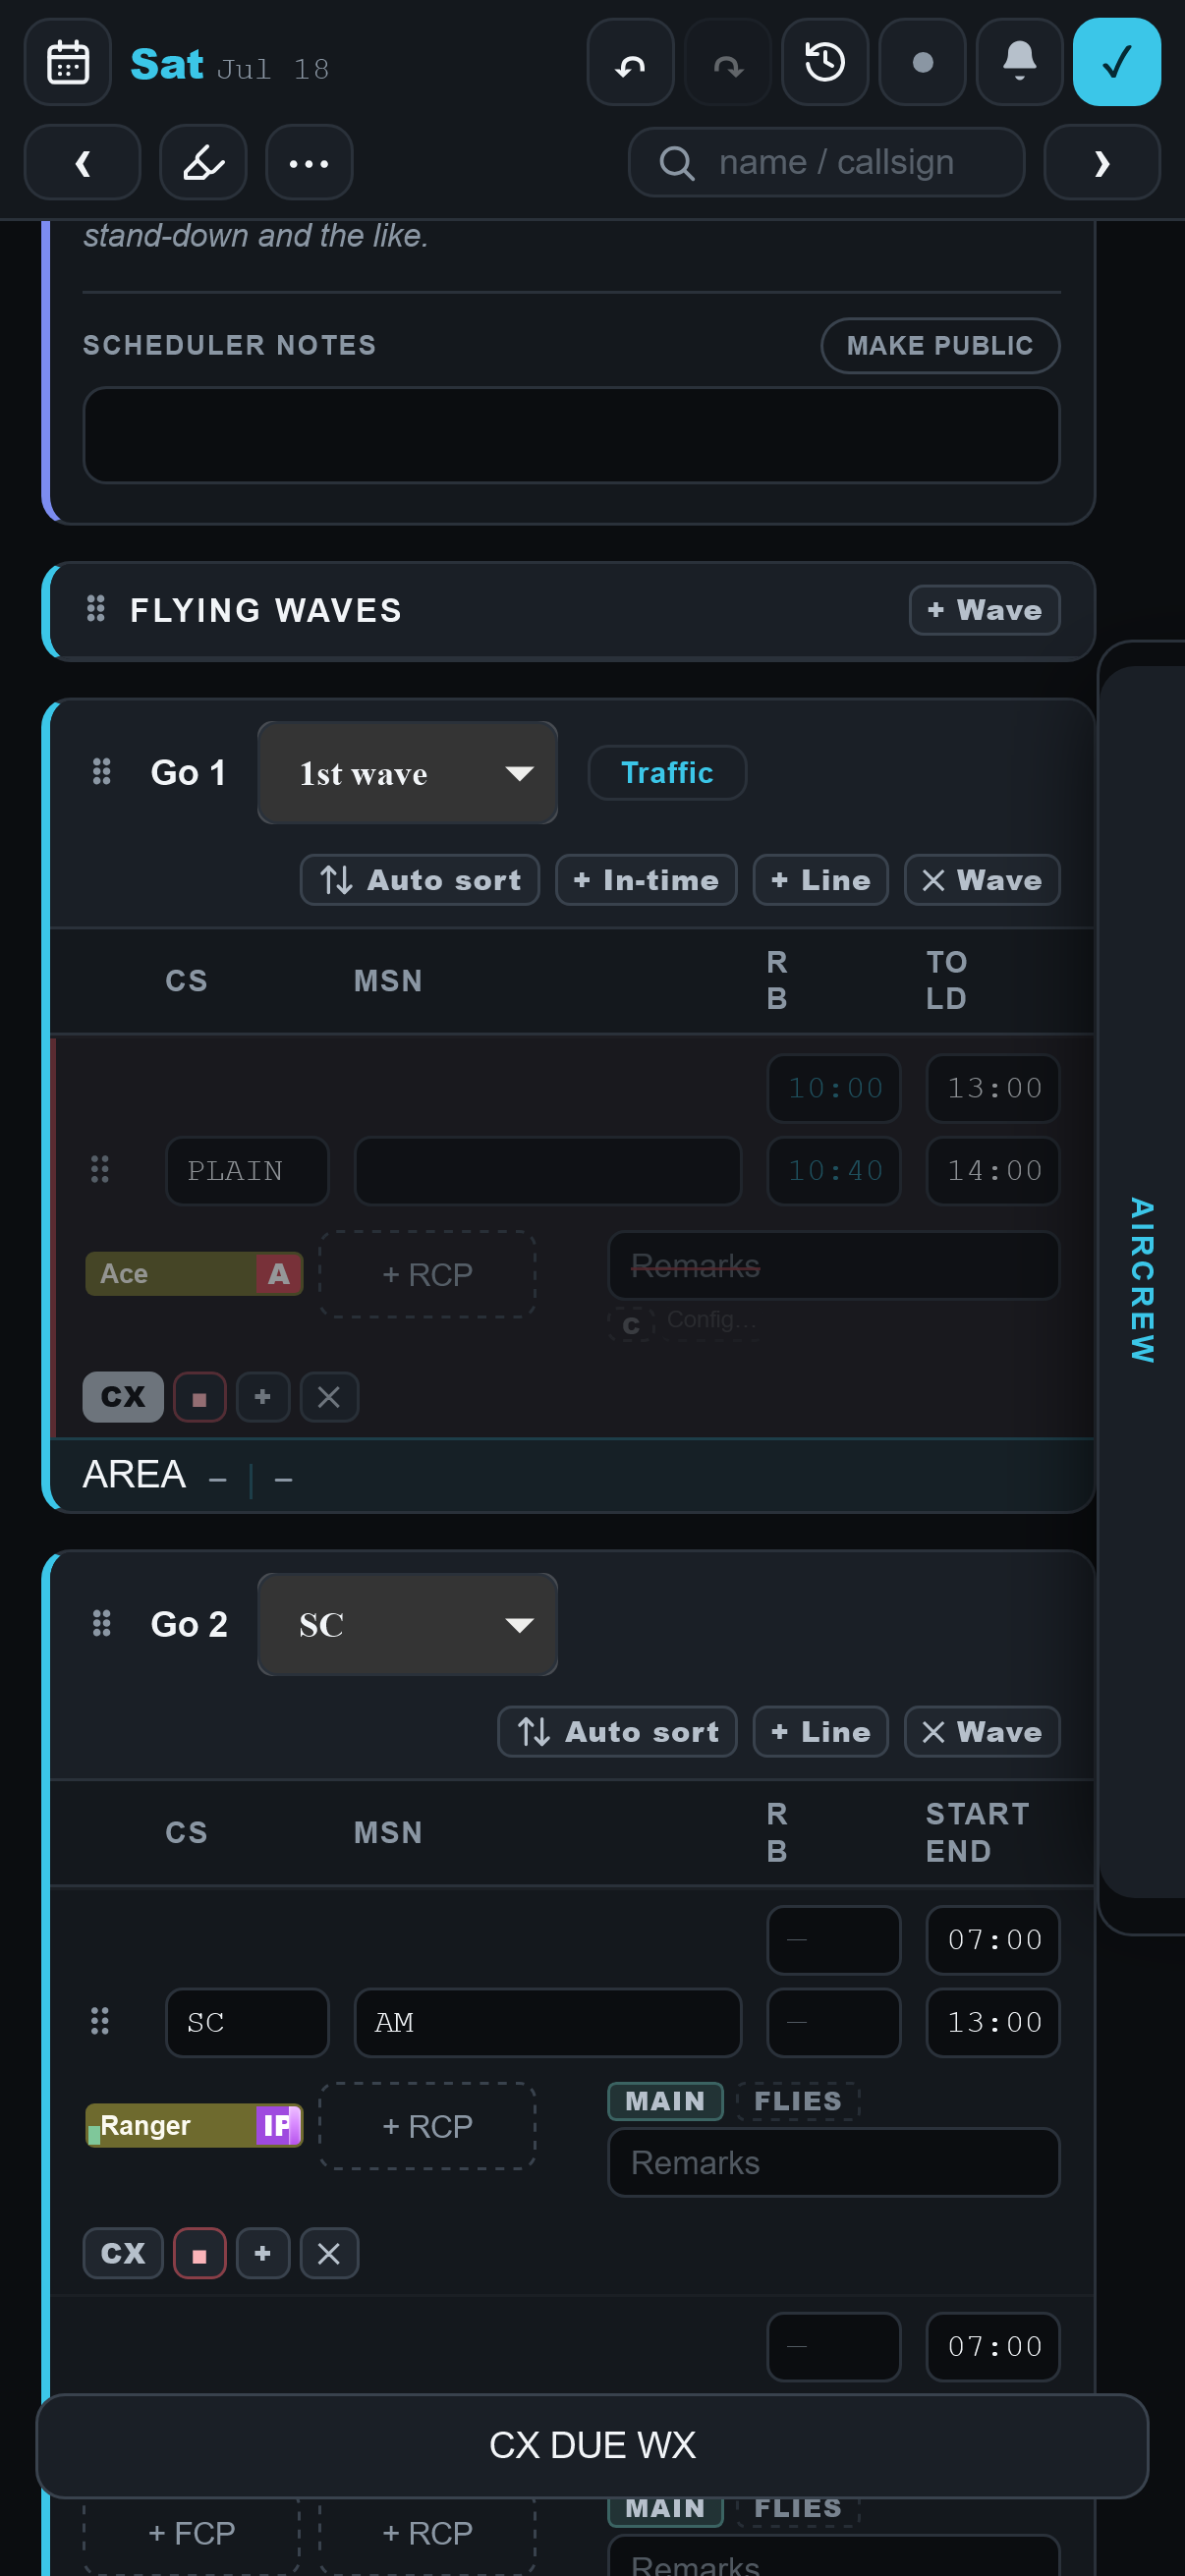 Sat Jul 18
name / callsign
stand-down and the like.
SCHEDULER NOTES
MAKE PUBLIC
FLYING WAVES
+ Wave
Go 1
1st wave
Traffic
Auto sort
+ In-time
+ Line
× Wave
CS
MSN
R
B
TO
LD
10:00
13:00
PLAIN
10:40
14:00
Ace
A
+ RCP
Remarks
C
Config...
CX
+
×
AREA – | –
AIRCREW
Go 2
SC
Auto sort
+ Line
× Wave
CS
MSN
R
B
START
END
—
07:00
SC
AM
—
13:00
Ranger
IP
+ RCP
MAIN
FLIES
Remarks
CX
+
×
—
07:00
CX DUE WX
+ FCP
+ RCP
MAIN
FLIES
Remarks